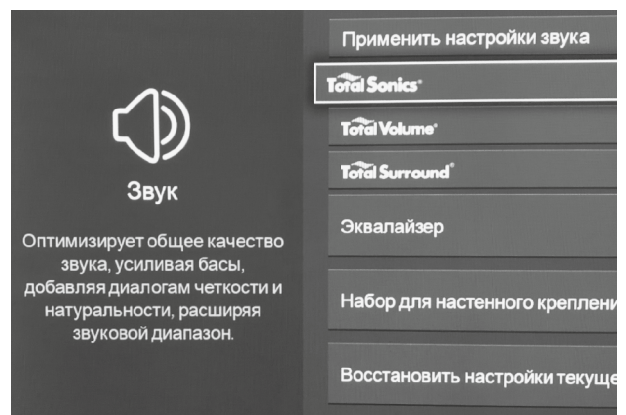 Звук
Оптимизирует общее качество
звука, усиливая басы,
добавляя диалогам четкости и
натуральности, расширяя
звуковой диапазон.
Применить настройки звука
Total Sonics®
Total Volume®
Total Surround®
Эквалайзер
Набор для настенного креплени
Восстановить настройки текуще